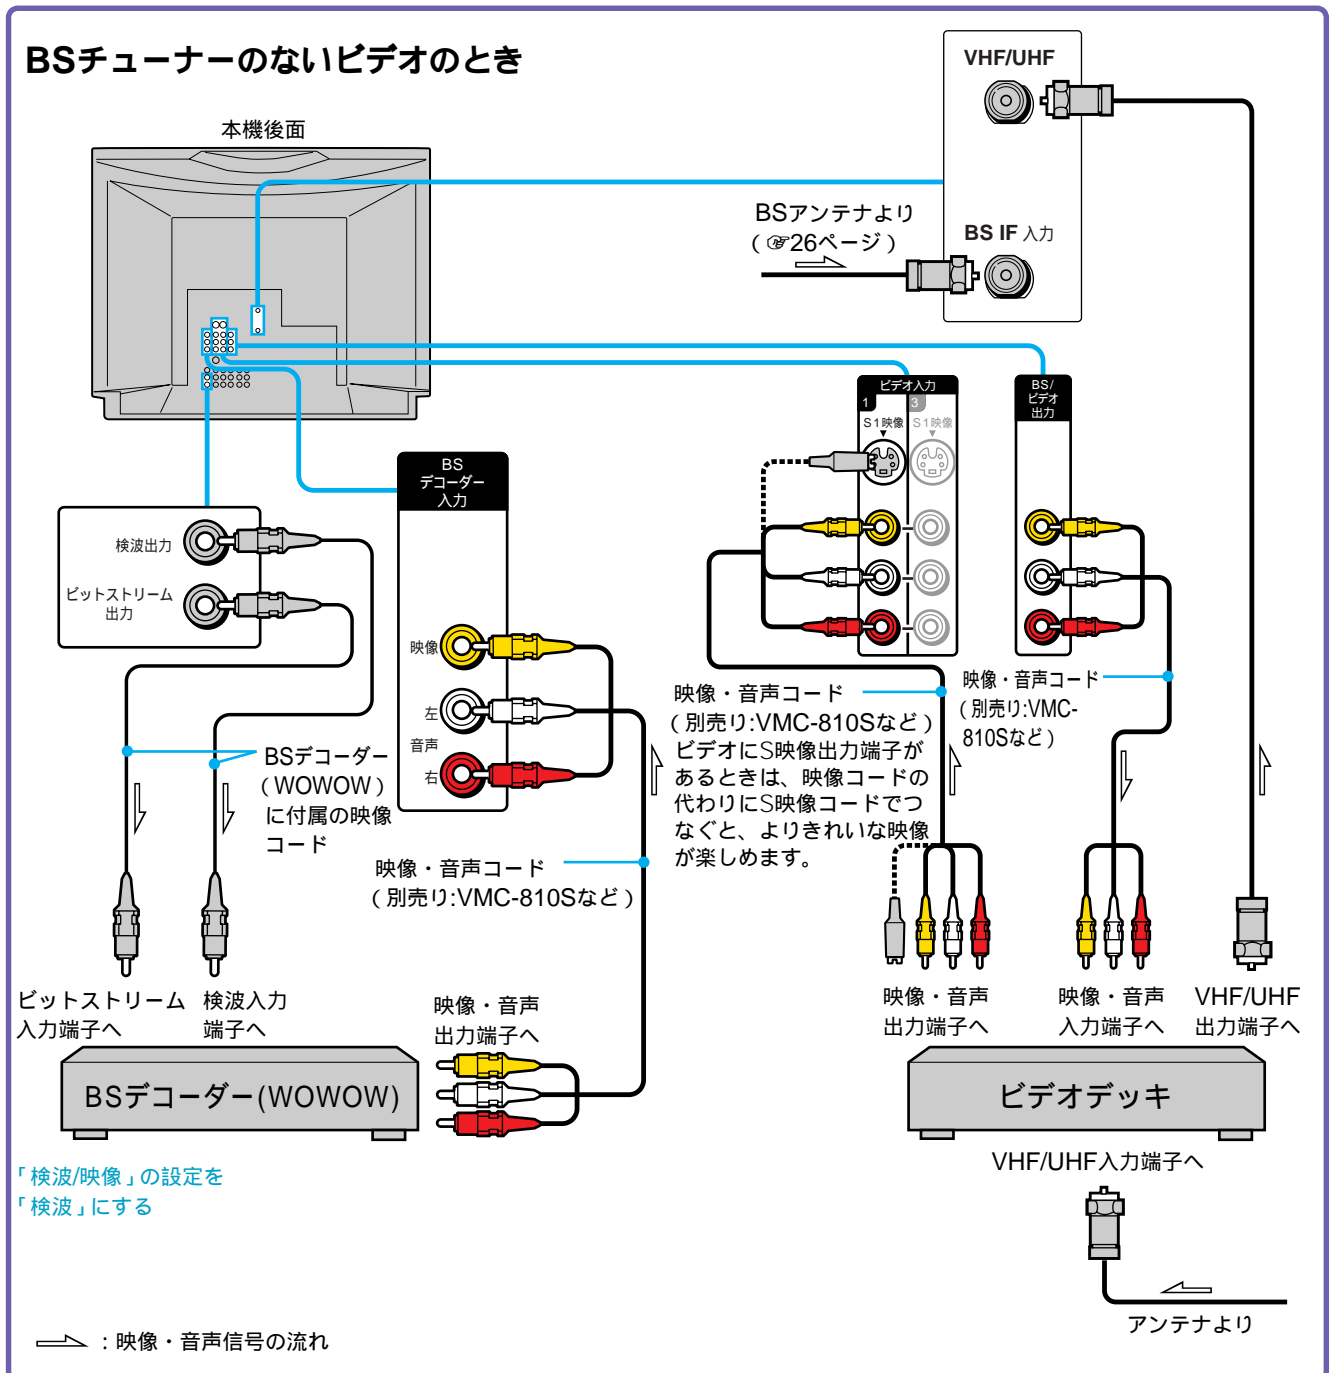 BSチューナーのないビデオのとき
本機後面
VHF/UHF
BSアンテナより
(☞26ページ)
BS IF 入力
ビデオ入力
1
3
S1映像
S1映像
BS/
ビデオ
出力
BS
デコーダー
入力
検波出力
ビットストリーム
出力
映像
左
音声
右
BSデコーダー
(WOWOW)
に付属の映像
コード
映像・音声コード
(別売り:VMC-810Sなど)
映像・音声コード
(別売り:VMC-810Sなど)
ビデオにS映像出力端子が
あるときは、映像コードの
代わりにS映像コードでつ
なぐと、よりきれいな映像
が楽しめます。
映像・音声コード
(別売り:VMC-
810Sなど)
ビットストリーム
入力端子へ
検波入力
端子へ
映像・音声
出力端子へ
映像・音声
出力端子へ
映像・音声
入力端子へ
VHF/UHF
出力端子へ
BSデコーダー(WOWOW)
ビデオデッキ
「検波/映像」の設定を
「検波」にする
VHF/UHF入力端子へ
アンテナより
:映像・音声信号の流れ